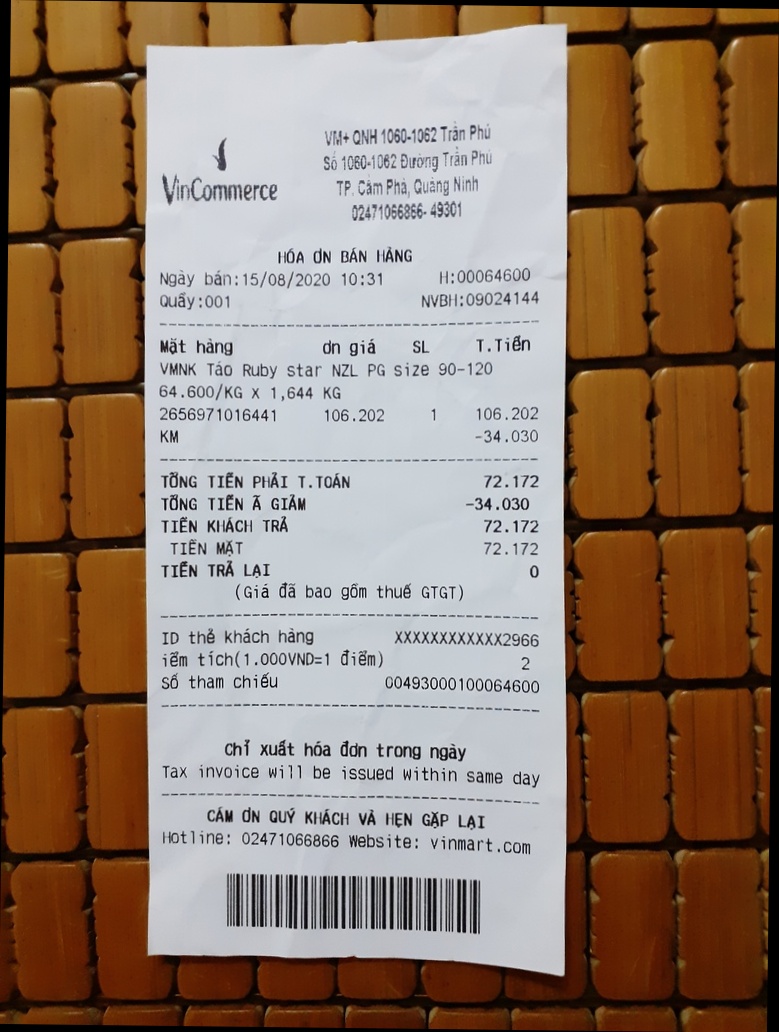 VinCommerce
VM+ QNH 1060-1062 Trần Phú
Số 1060-1062 Đường Trần Phú
TP. Cẩm Phả, Quảng Ninh
02471066866- 49301
HÓA ƠN BÁN HÀNG
Ngày bán:15/08/2020 10:31 H:00064600
Quầy:001 NVBH:09024144
Mặt hàng ơn giá SL T.Tiền
VMNK Táo Ruby star NZL PG size 90-120
64.600/KG x 1,644 KG
2656971016441 106.202 1 106.202
KM -34.030
TỔNG TIỀN PHẢI T.TOÁN 72.172
TỔNG TIỀN Ã GIẢM -34.030
TIỀN KHÁCH TRẢ 72.172
TIỀN MẶT 72.172
TIỀN TRẢ LẠI 0
(Giá đã bao gồm thuế GTGT)
ID thẻ khách hàng XXXXXXXXXXXX2966
iểm tích(1.000VND=1 điểm) 2
Số tham chiếu 00493000100064600
Chỉ xuất hóa đơn trong ngày
Tax invoice will be issued within same day
CẢM ƠN QUÝ KHÁCH VÀ HẸN GẶP LẠI
Hotline: 02471066866 Website: vinmart.com